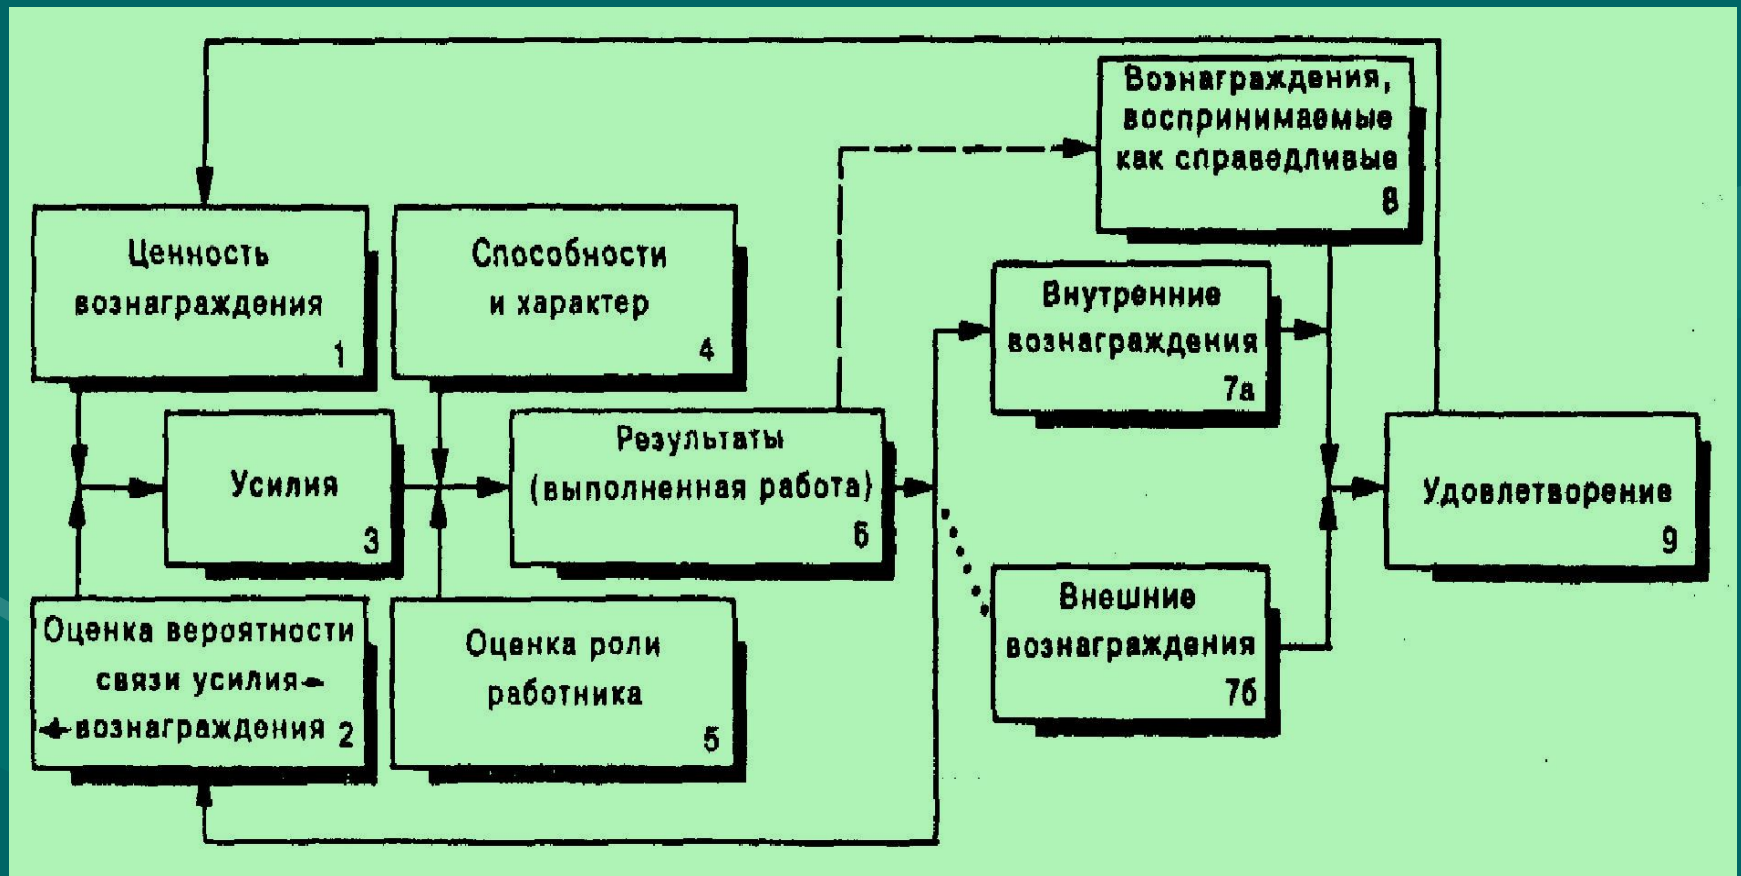 Вознаграждения,
воспринимаемые
как справедливые
8
Ценность
вознаграждения
1
Способности
и характер
4
Внутренние
вознаграждения
7а
Усилия
3
Результаты
(выполненная работа)
6
Удовлетворение
9
Оценка вероятности
связи усилия-
вознаграждения 2
Оценка роли
работника
5
Внешние
вознаграждения
7б